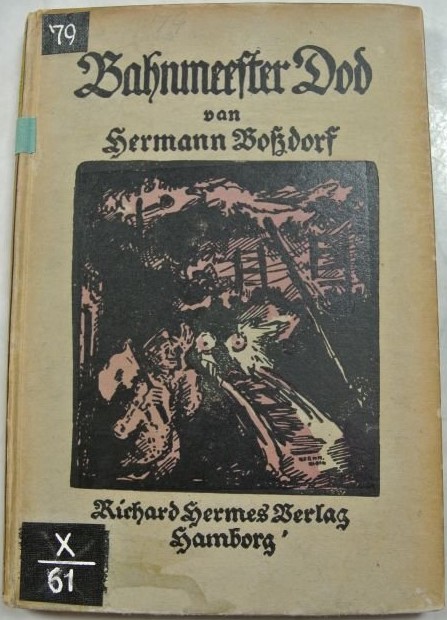 79
Bahnmeester Dod
van
Hermann Boßdorf
Richard Hermes Verlag
Hamborg
X
61